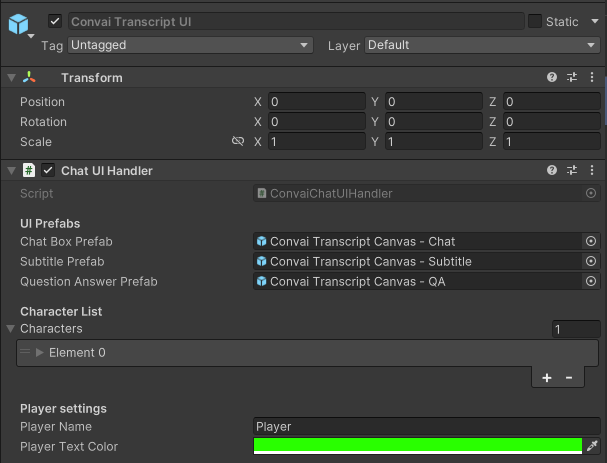 Convai Transcript UI Static
Tag Untagged Layer Default
Transform
Position X 0 Y 0 Z 0
Rotation X 0 Y 0 Z 0
Scale X 1 Y 1 Z 1
# Chat UI Handler
Script # ConvaiChatUIHandler
UI Prefabs
Chat Box Prefab Convai Transcript Canvas - Chat
Subtitle Prefab Convai Transcript Canvas - Subtitle
Question Answer Prefab Convai Transcript Canvas - QA
Character List
Characters 1
Element 0
+ -
Player settings
Player Name Player
Player Text Color